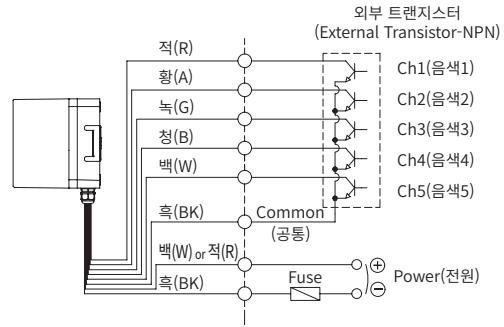 외부 트랜지스터
(External Transistor-NPN)
적(R)
Ch1(음색1)
황(A)
Ch2(음색2)
녹(G)
Ch3(음색3)
청(B)
Ch4(음색4)
백(W)
Ch5(음색5)
흑(BK)
Common
(공통)
백(W) or 적(R)
Fuse
Power(전원)
흑(BK)